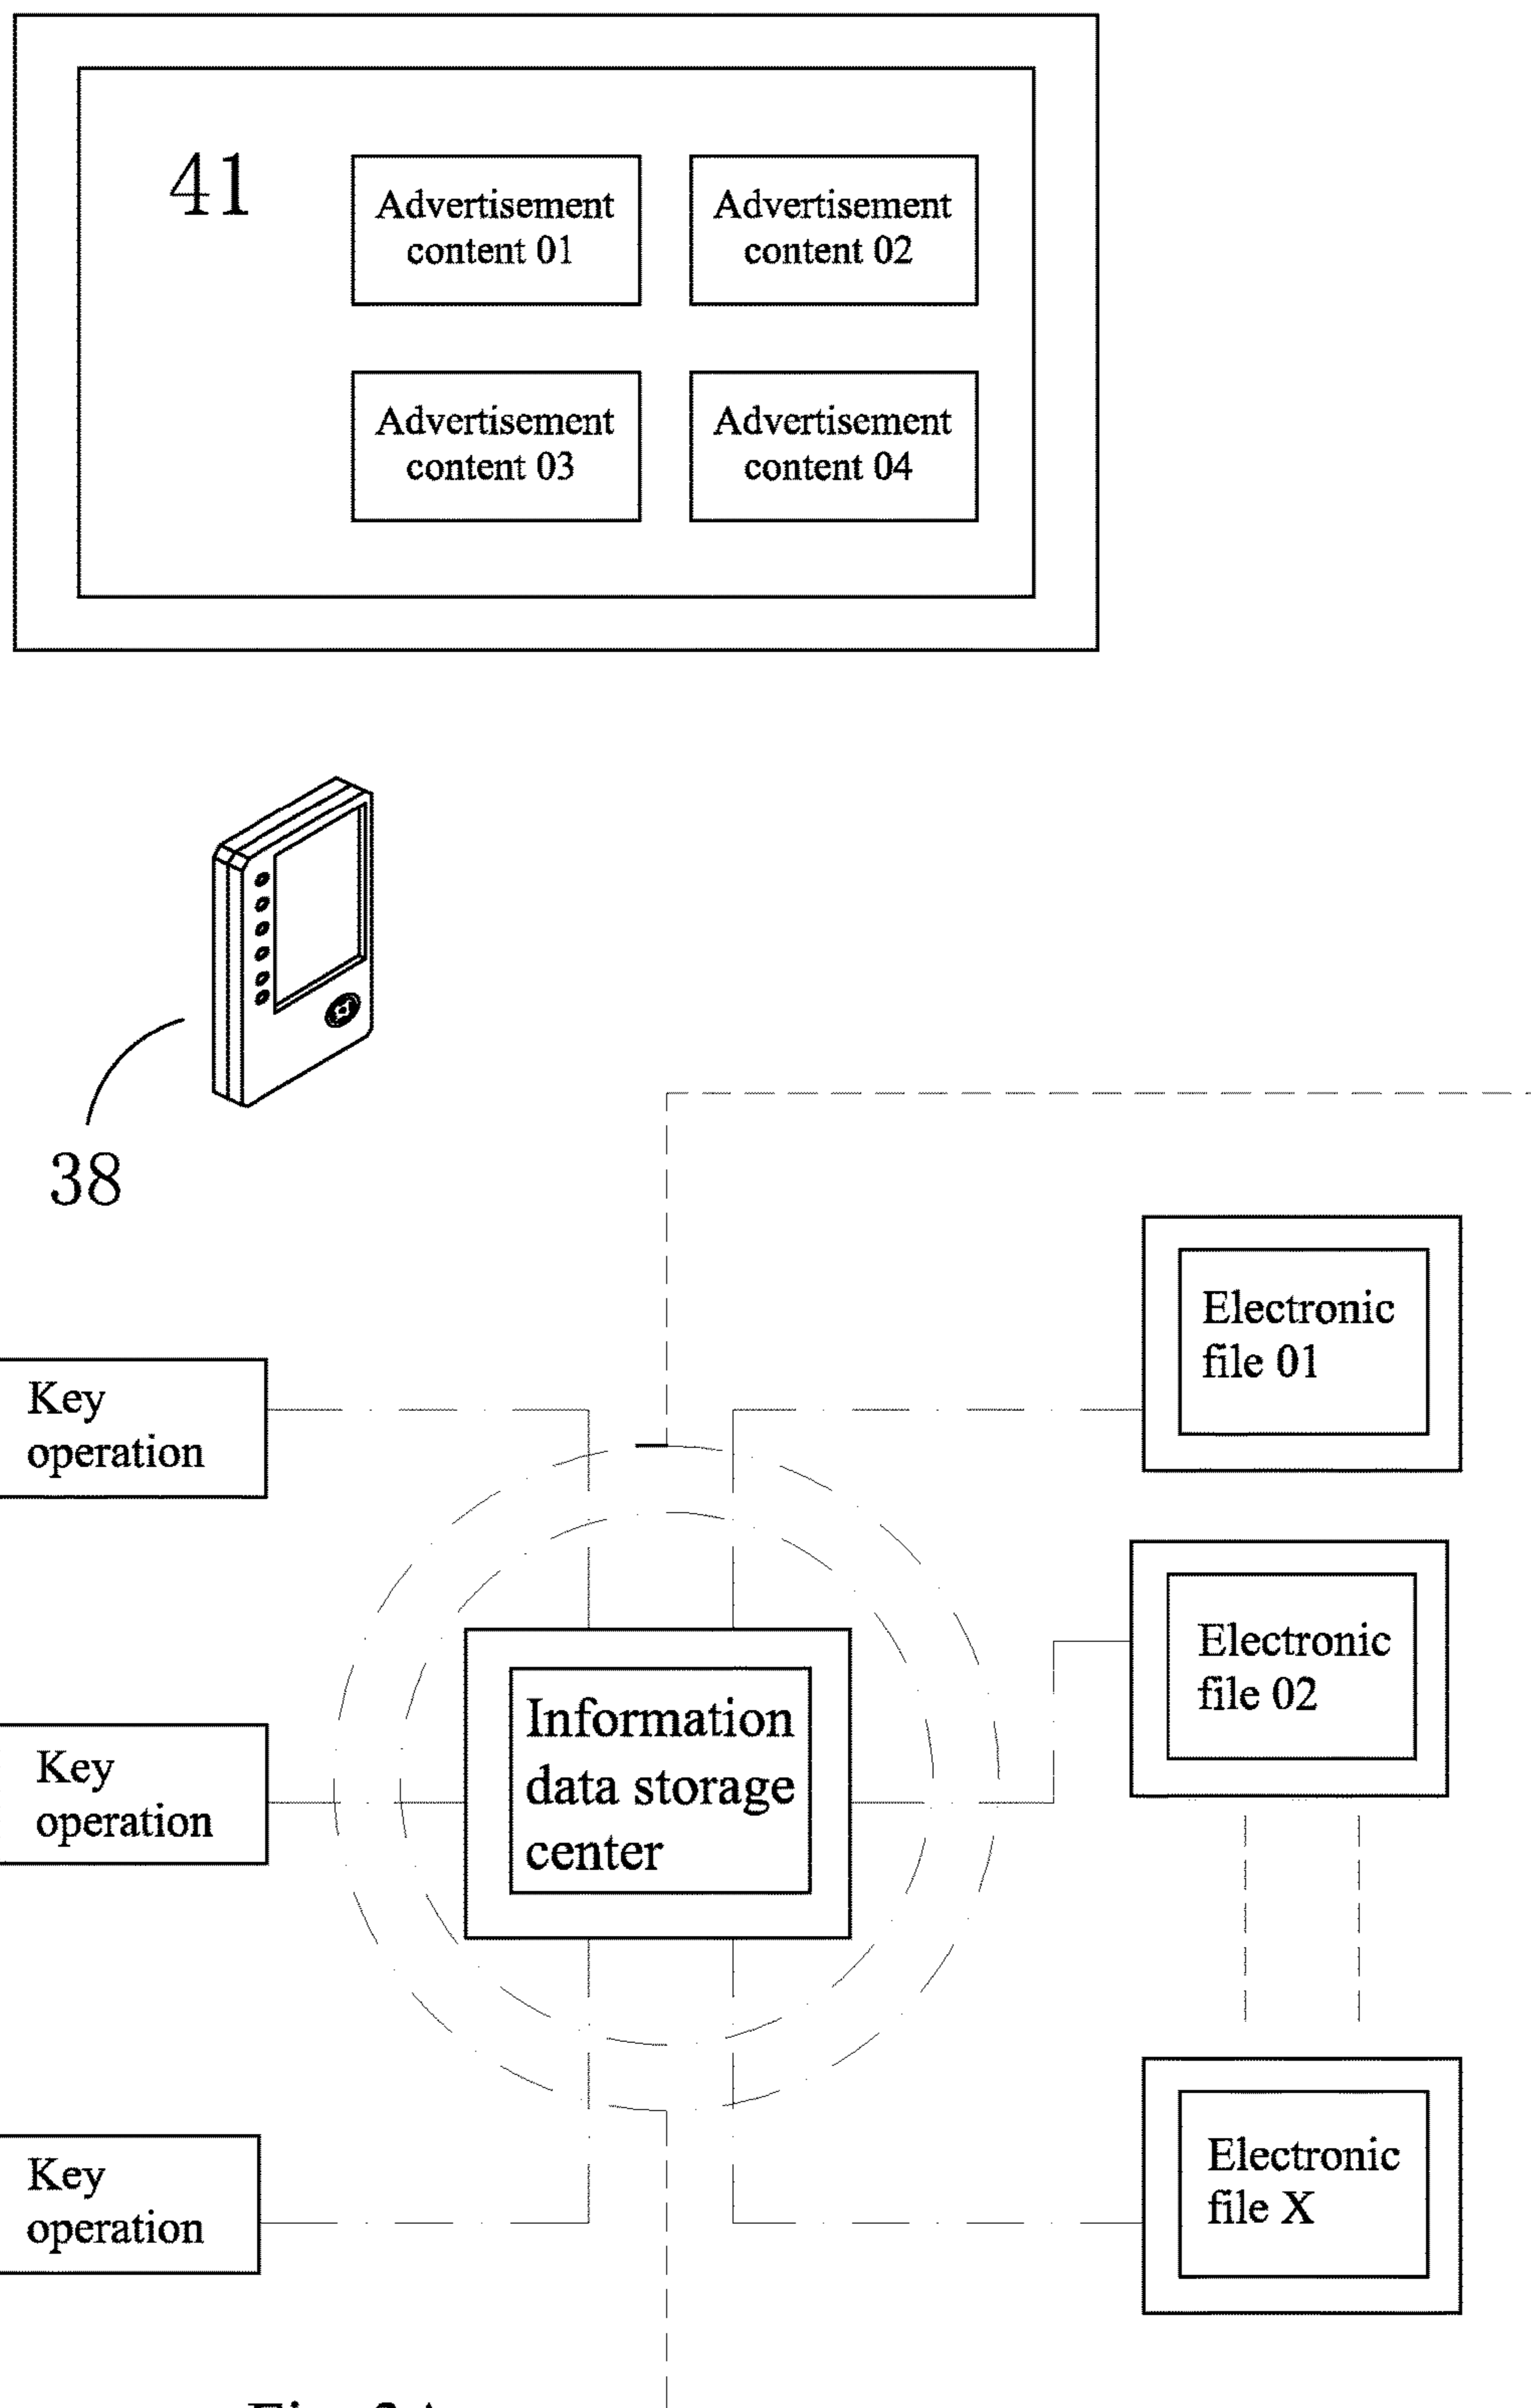 41
Advertisement
content 01
Advertisement
content 02
Advertisement
content 03
Advertisement
content 04
38
Electronic
file 01
Key
operation
Electronic
file 02
Information
data storage
center
Key
operation
Electronic
file X
Key
operation